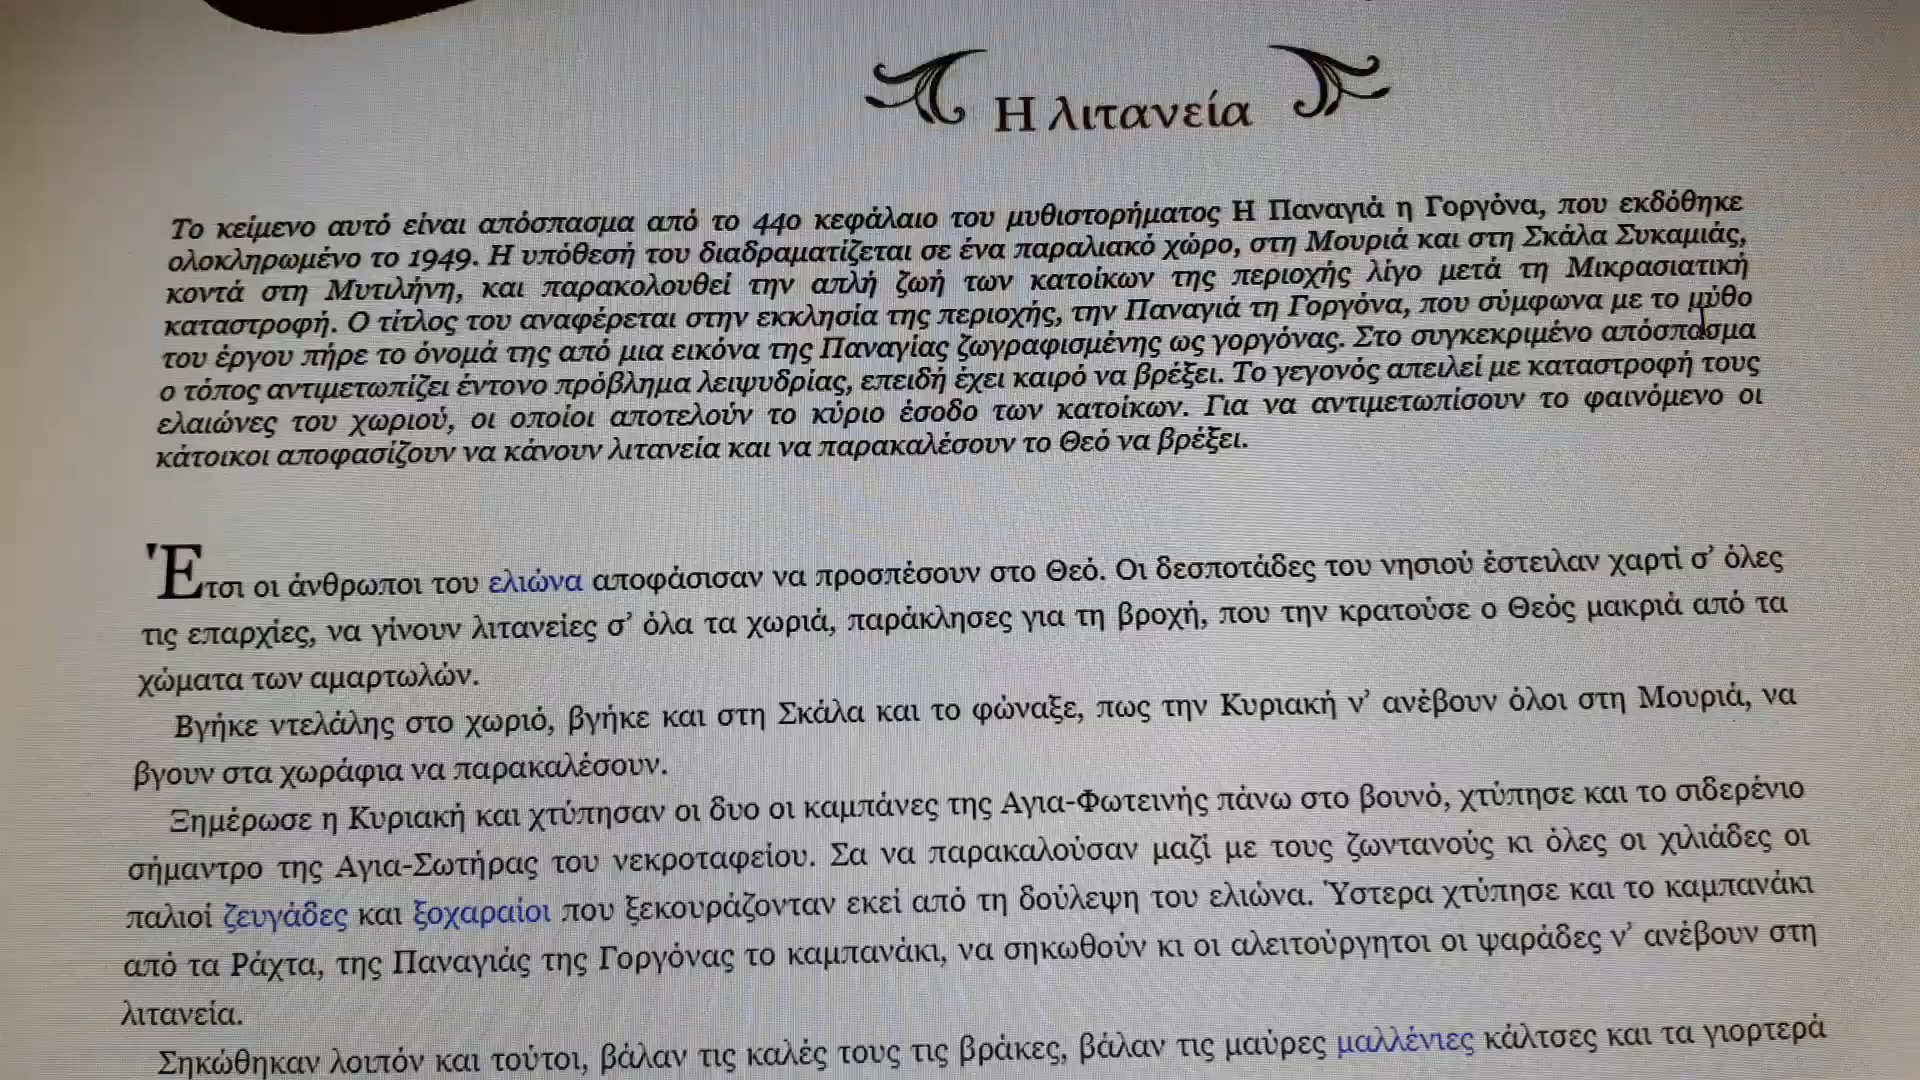 Η λιτανεία
Το κείμενο αυτό είναι απόσπασμα από το 44ο κεφάλαιο του μυθιστορήματος Η Παναγιά η Γοργόνα, που εκδόθηκε
ολοκληρωμένο το 1949. Η υπόθεσή του διαδραματίζεται σε ένα παραλιακό χώρο, στη Μουριά και στη Σκάλα Συκαμιάς,
κοντά στη Μυτιλήνη, και παρακολουθεί την απλή ζωή των κατοίκων της περιοχής λίγο μετά τη Μικρασιατική
καταστροφή. Ο τίτλος του αναφέρεται στην εκκλησία της περιοχής, την Παναγιά τη Γοργόνα, που σύμφωνα με το μύθο
του έργου πήρε το όνομά της από μια εικόνα της Παναγίας ζωγραφισμένης ως γοργόνας. Στο συγκεκριμένο απόσπασμα
ο τόπος αντιμετωπίζει έντονο πρόβλημα λειψυδρίας, επειδή έχει καιρό να βρέξει. Το γεγονός απειλεί με καταστροφή τους
ελαιώνες του χωριού, οι οποίοι αποτελούν το κύριο έσοδο των κατοίκων. Για να αντιμετωπίσουν το φαινόμενο οι
κάτοικοι αποφασίζουν να κάνουν λιτανεία και να παρακαλέσουν το Θεό να βρέξει.
Έτσι οι άνθρωποι του ελιώνα αποφάσισαν να προσπέσουν στο Θεό. Οι δεσποτάδες του νησιού έστειλαν χαρτί σ’ όλες
τις επαρχίες, να γίνουν λιτανείες σ’ όλα τα χωριά, παράκλησες για τη βροχή, που την κρατούσε ο Θεός μακριά από τα
χώματα των αμαρτωλών.
Βγήκε ντελάλης στο χωριό, βγήκε και στη Σκάλα και το φώναξε, πως την Κυριακή ν’ ανέβουν όλοι στη Μουριά, να
βγουν στα χωράφια να παρακαλέσουν.
Ξημέρωσε η Κυριακή και χτύπησαν οι δυο οι καμπάνες της Αγια-Φωτεινής πάνω στο βουνό, χτύπησε και το σιδερένιο
σήμαντρο της Αγια-Σωτήρας του νεκροταφείου. Σα να παρακαλούσαν μαζί με τους ζωντανούς κι όλες οι χιλιάδες οι
παλιοί ζευγάδες και ξοχαραίοι που ξεκουράζονταν εκεί από τη δούλεψη του ελιώνα. Ύστερα χτύπησε και το καμπανάκι
από τα Ράχτα, της Παναγιάς της Γοργόνας το καμπανάκι, να σηκωθούν κι οι αλειτούργητοι οι ψαράδες ν’ ανέβουν στη
λιτανεία.
Σηκώθηκαν λοιπόν και τούτοι, βάλαν τις καλές τους τις βράκες, βάλαν τις μαύρες μαλλένιες κάλτσες και τα γιορτερά